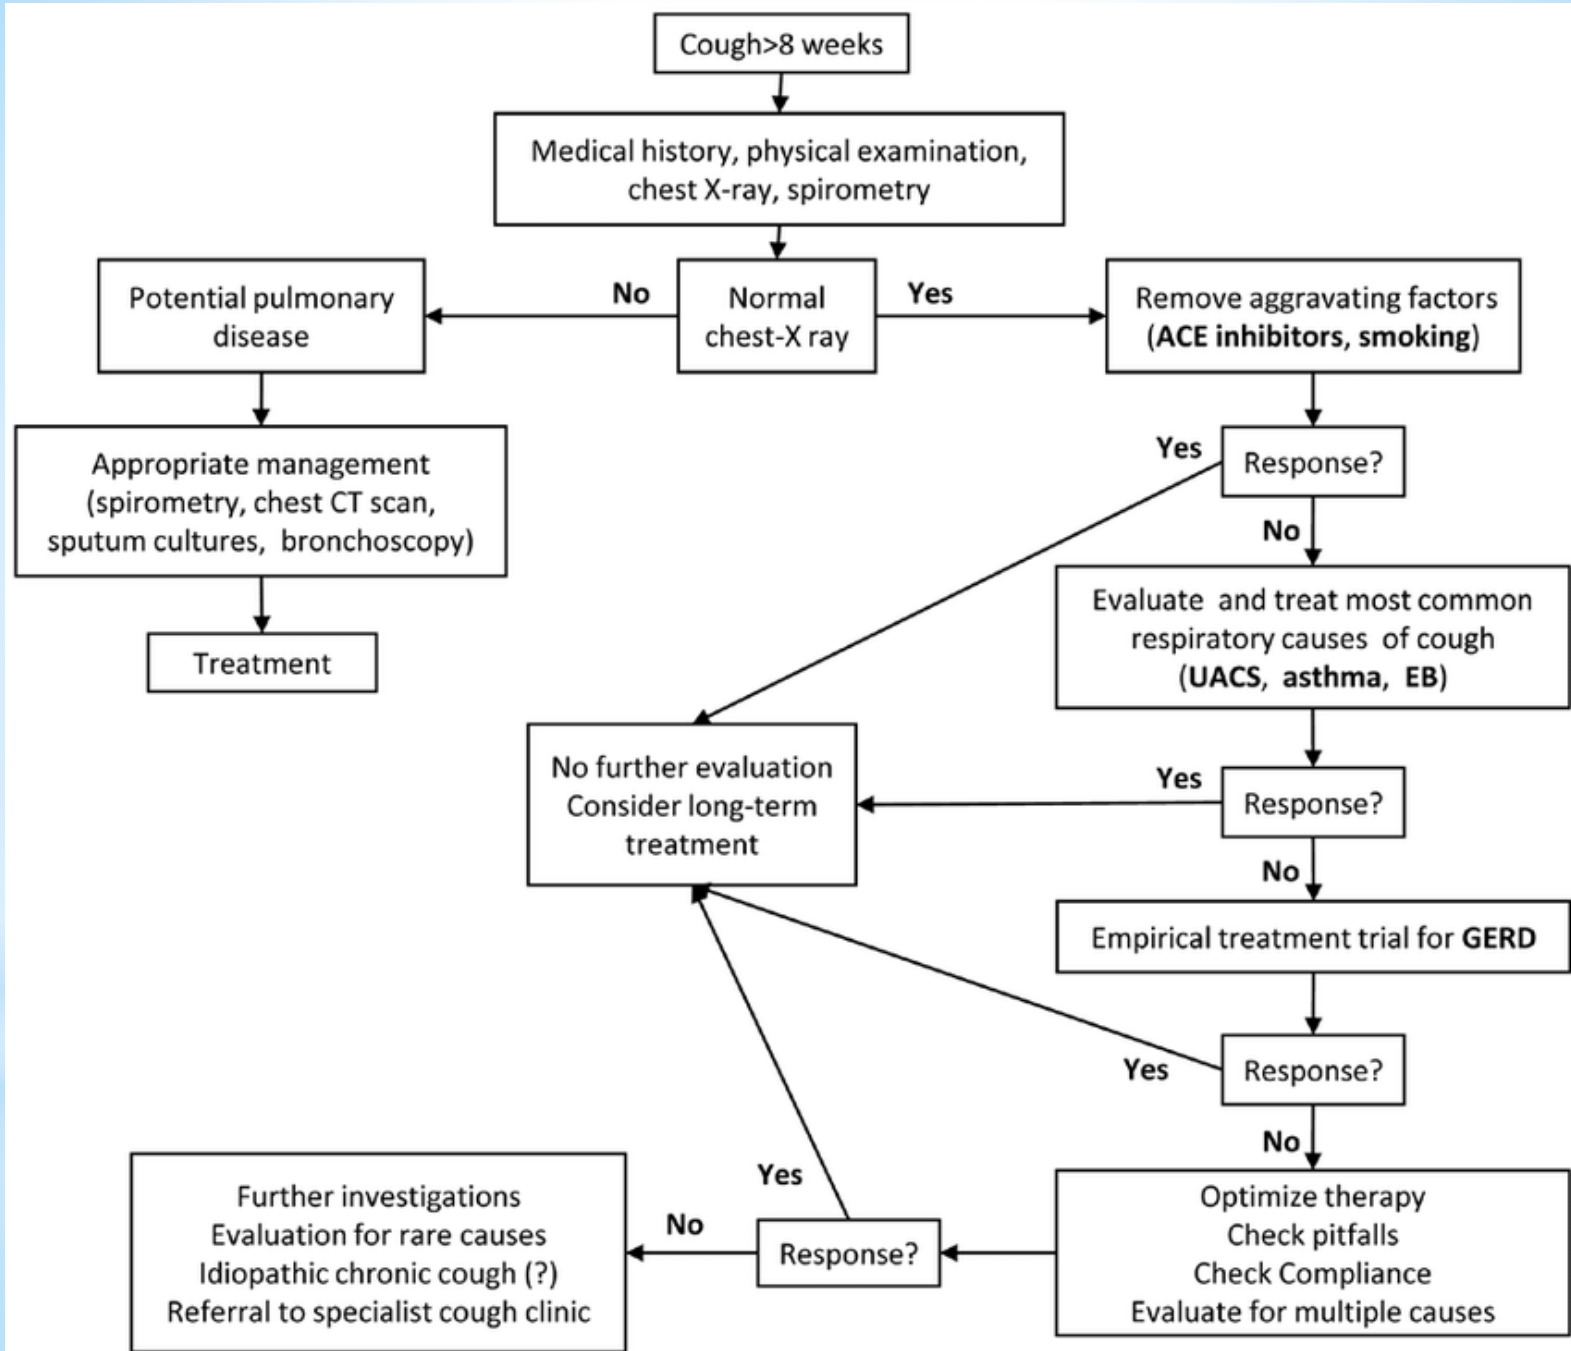 Cough>8 weeks
Medical history, physical examination,
chest X-ray, spirometry
Normal
chest-X ray
No
Yes
Potential pulmonary
disease
Appropriate management
(spirometry, chest CT scan,
sputum cultures, bronchoscopy)
Treatment
Remove aggravating factors
(ACE inhibitors, smoking)
Response?
Yes
No
Evaluate and treat most common
respiratory causes of cough
(UACS, asthma, EB)
Response?
Yes
No
No further evaluation
Consider long-term
treatment
Empirical treatment trial for GERD
Response?
Yes
No
Optimize therapy
Check pitfalls
Check Compliance
Evaluate for multiple causes
Response?
Yes
No
Further investigations
Evaluation for rare causes
Idiopathic chronic cough (?)
Referral to specialist cough clinic